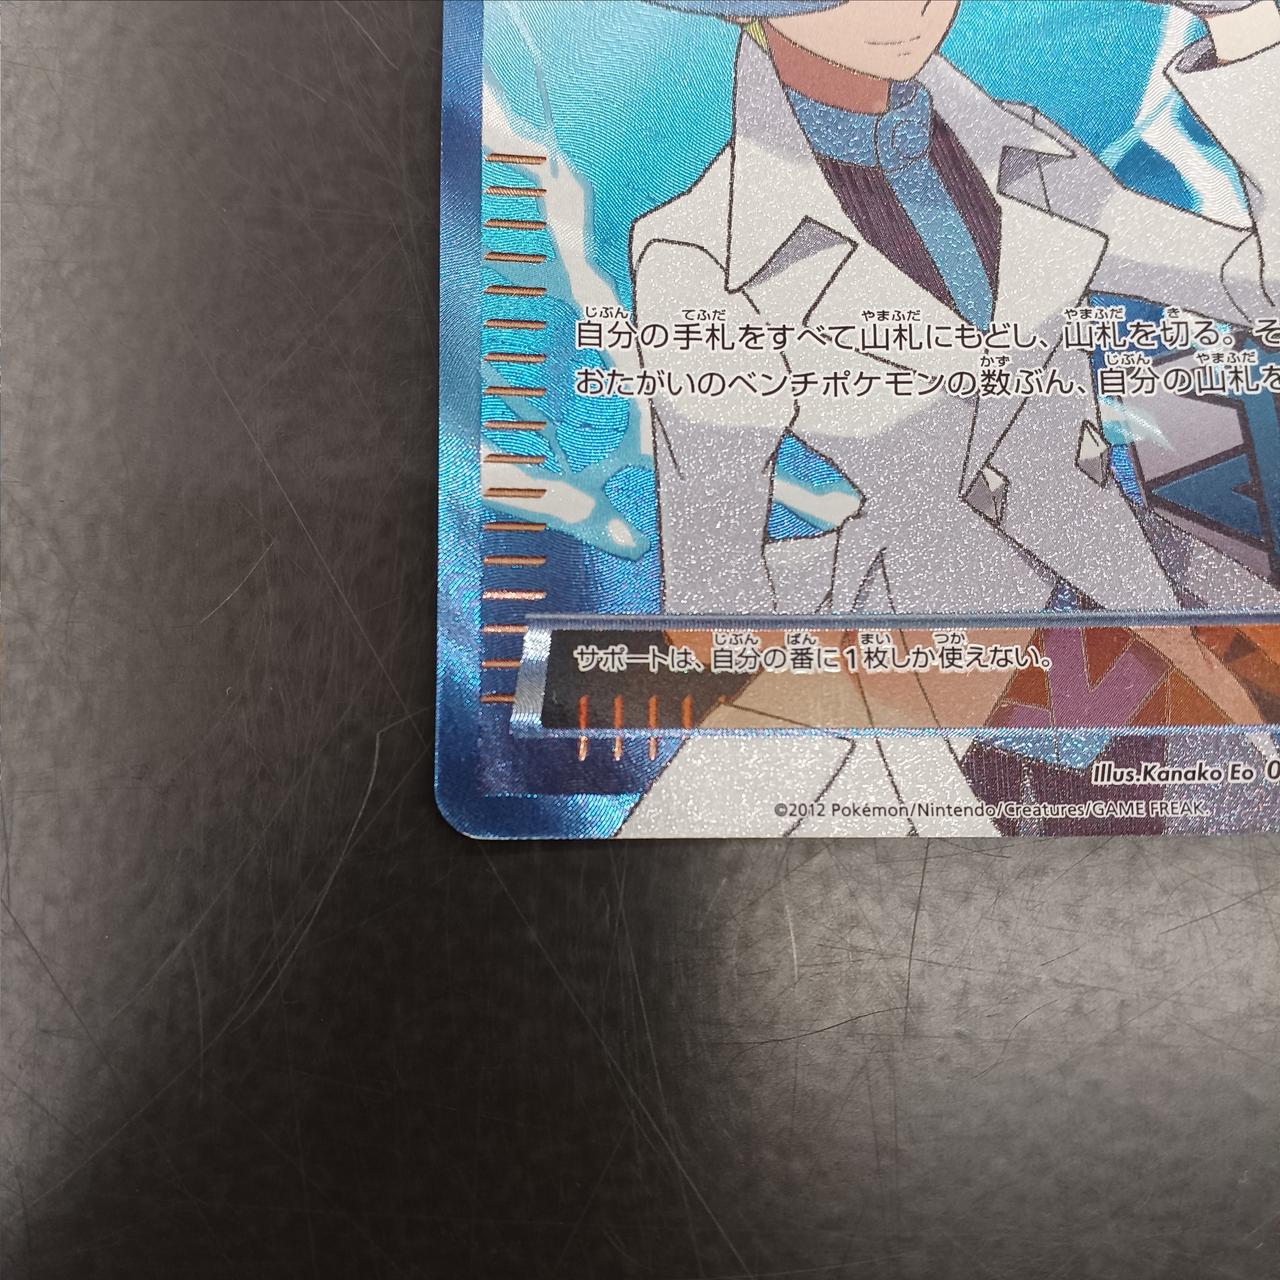 自分の手札をすべて山札にもどし、山札を切る。そ
おたがいのベンチポケモンの数ぶん、自分の山札を
サポートは、自分の番に1枚しか使えない。
Illus.Kanako Eo 0
©2012 Pokémon/Nintendo/Creatures/GAME FREAK.